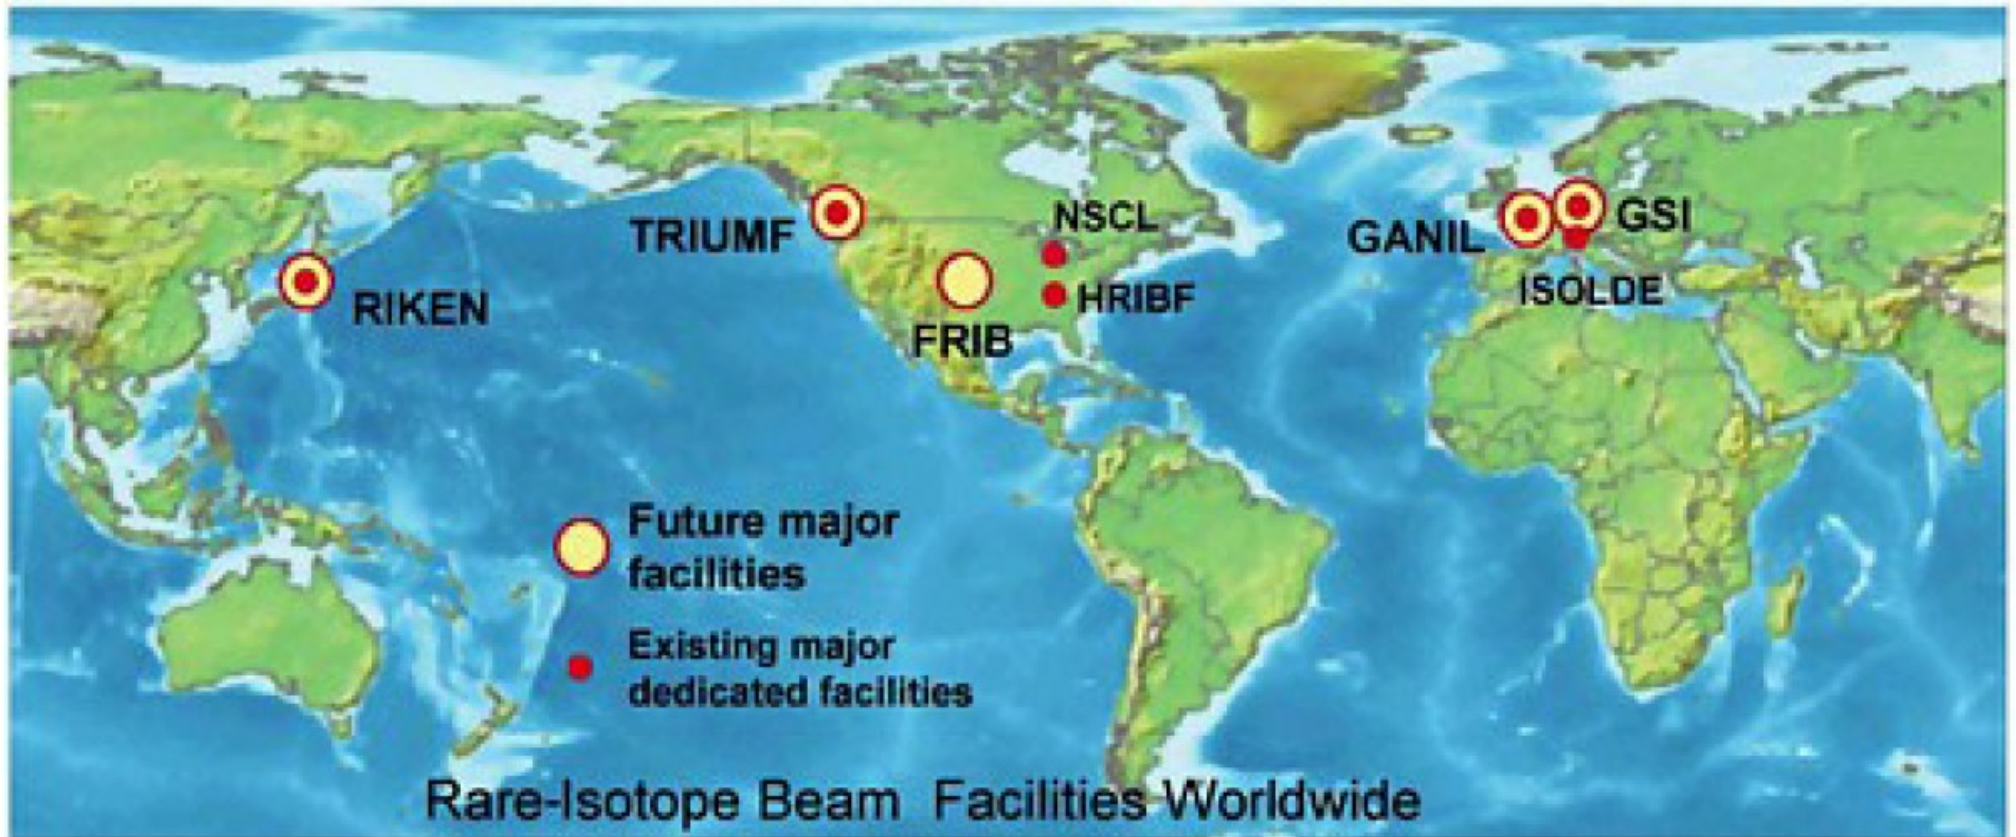 NSCL
TRIUMF
GANIL
GSI
RIKEN
HRIBF
ISOLDE
FRIB
Future major
facilities
Existing major
dedicated facilities
Rare-Isotope Beam Facilities Worldwide